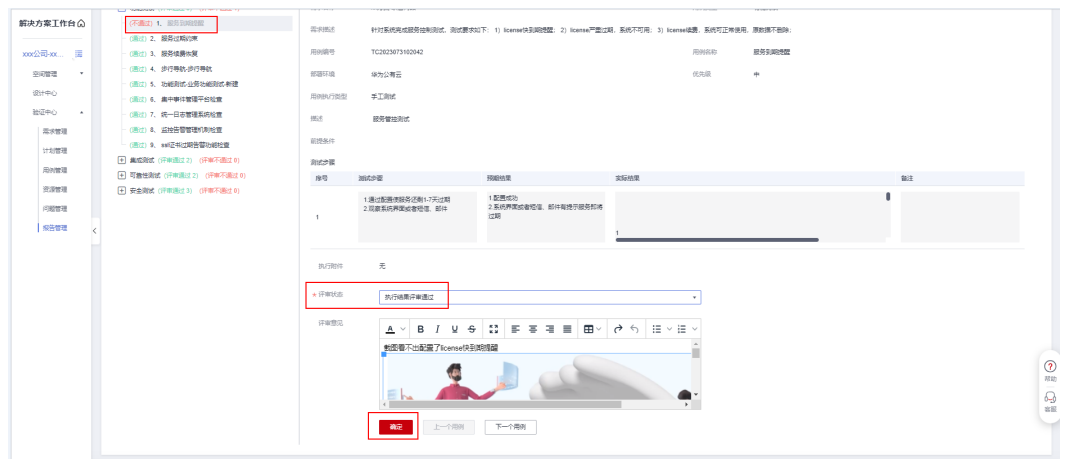 解决方案工作台
xxx公司-xx...
空间管理
设计中心
验证中心
需求管理
计划管理
用例管理
资源管理
问题管理
报告管理
(不通过) 1、 服务到期提醒
(通过) 2、 服务过期约束
(通过) 3、 服务续费恢复
(通过) 4、 步行导航-步行导航
(通过) 5、 功能测试-业务功能测试-新建
(通过) 6、 集中事件管理平台检查
(通过) 7、 统一日志管理系统检查
(通过) 8、 监控告警管理机制检查
(通过) 9、 ssl证书过期告警功能检查
集成测试 (评审通过 2) (评审不通过 0)
可靠性测试 (评审通过 2) (评审不通过 0)
安全测试 (评审通过 3) (评审不通过 0)
需求描述 针对系统完成服务控制测试，测试要求如下： 1）license快到期提醒； 2）license严重过期，系统不可用； 3）license续费，系统可正常使用，原数据不删除；
用例编号 TC2023073102042 用例名称 服务到期提醒
部署环境 华为公有云 优先级 中
用例执行类型 手工测试
描述 服务管控测试
前提条件
测试步骤
序号 测试步骤 预期结果 实际结果 备注
1
1.通过配置使服务还剩1-7天过期
2.观察系统界面或者短信、邮件
1.配置成功
2.系统界面或者短信、邮件有提示服务即将过期
1
执行附件 无
* 评审状态 执行结果评审通过
评审意见
A B I U S
截图看不出配置了license快到期提醒
确定 上一个用例 下一个用例
帮助
客服